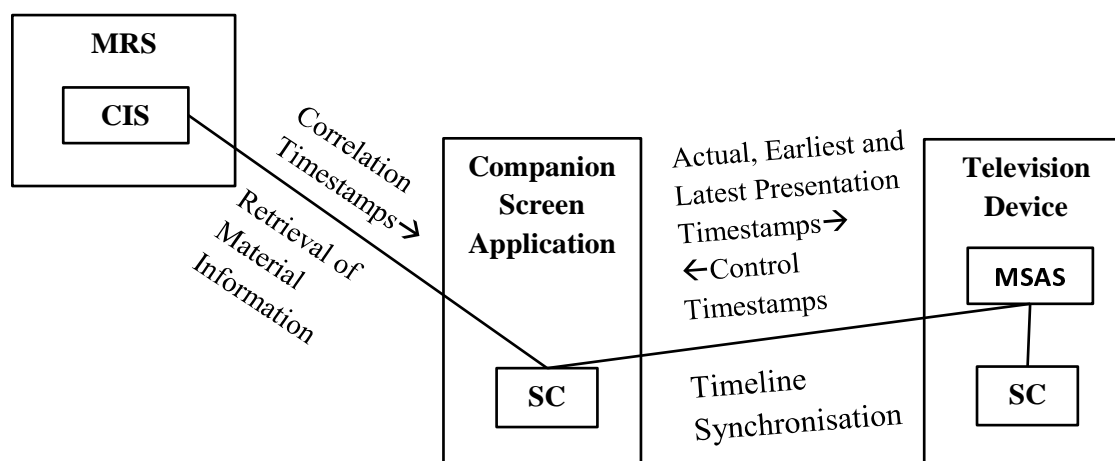 MRS
CIS
Correlation
Timestamps→
Retrieval of
Material
Information
Companion
Screen
Application
SC
Actual, Earliest and
Latest Presentation
Timestamps→
←Control
Timestamps
Timeline
Synchronisation
Television
Device
MSAS
SC